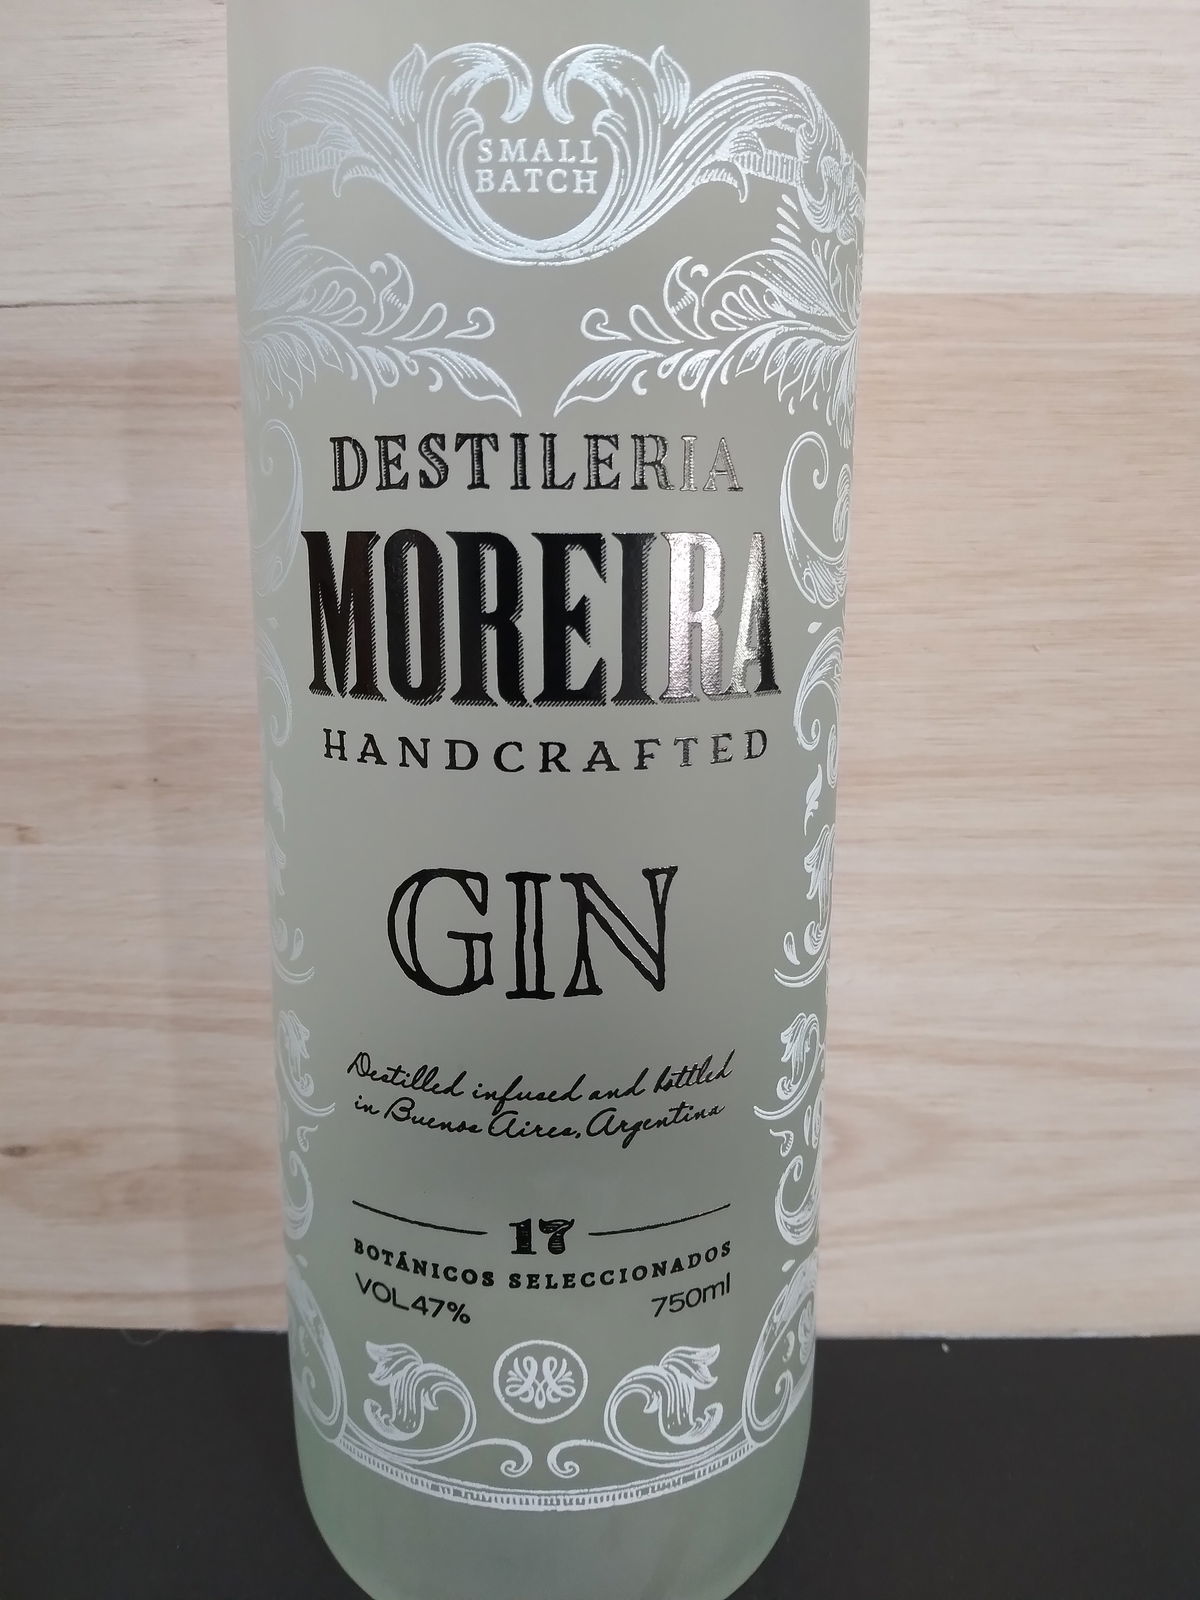 SMALL
BATCH
DESTILERIA
MOREIRA
HANDCRAFTED
GIN
Destilled infused and bottled
in Buenos Aires, Argentina
17
BOTÁNICOS SELECCIONADOS
VOL47% 750ml